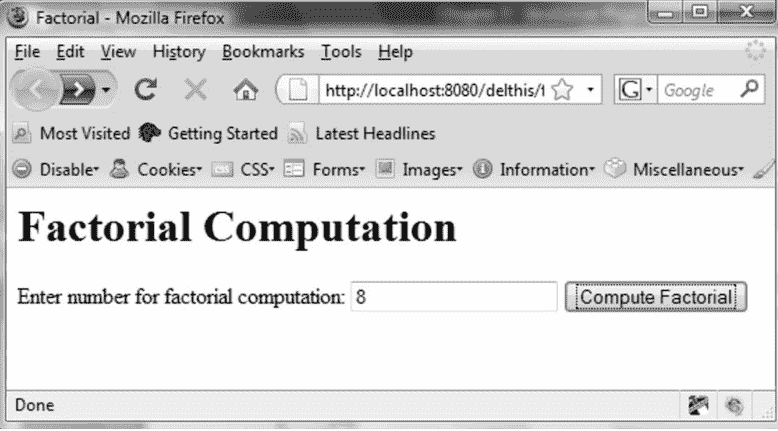 Factorial - Mozilla Firefox
File Edit View History Bookmarks Tools Help
http://localhost:8080/delthis/f G Google
Most Visited Getting Started Latest Headlines
Disable Cookies CSS Forms Images Information Miscellaneous
Factorial Computation
Enter number for factorial computation: 8 Compute Factorial
Done